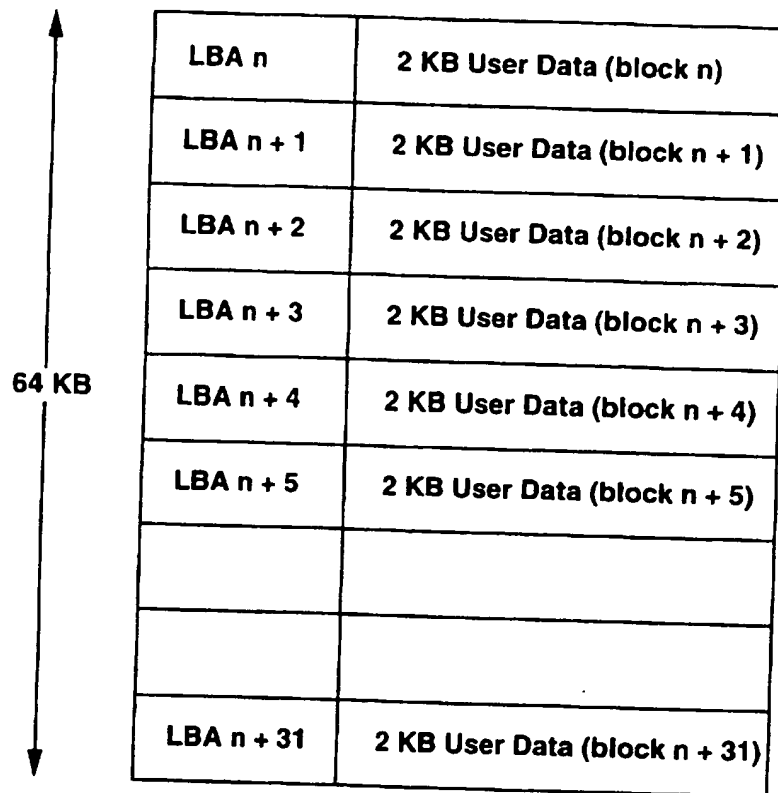 LBA n 2 KB User Data (block n)
LBA n + 1 2 KB User Data (block n + 1)
LBA n + 2 2 KB User Data (block n + 2)
LBA n + 3 2 KB User Data (block n + 3)
64 KB LBA n + 4 2 KB User Data (block n + 4)
LBA n + 5 2 KB User Data (block n + 5)
LBA n + 31 2 KB User Data (block n + 31)